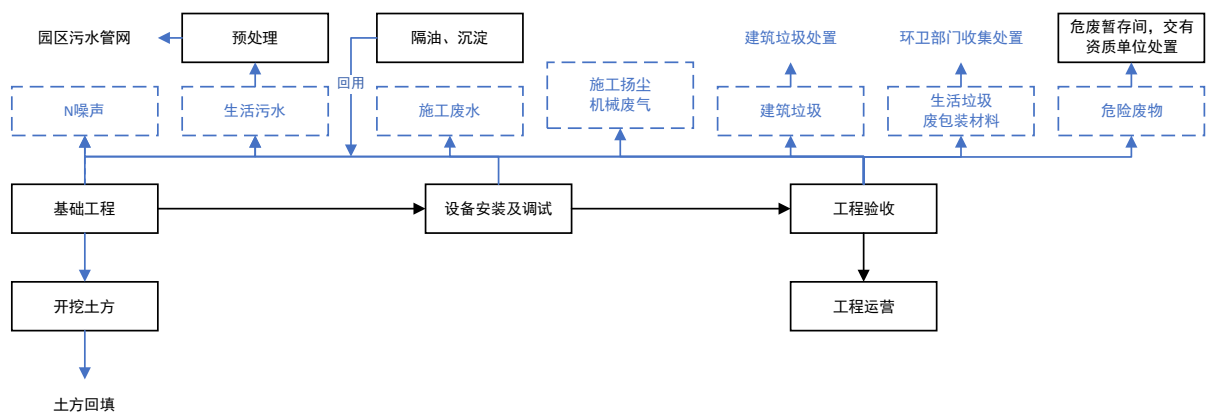 园区污水管网
预处理
隔油、沉淀
建筑垃圾处置
环卫部门收集处置
危废暂存间，交有
资质单位处置
回用
N噪声
生活污水
施工废水
施工扬尘
机械废气
建筑垃圾
生活垃圾
废包装材料
危险废物
基础工程
设备安装及调试
工程验收
开挖土方
工程运营
土方回填